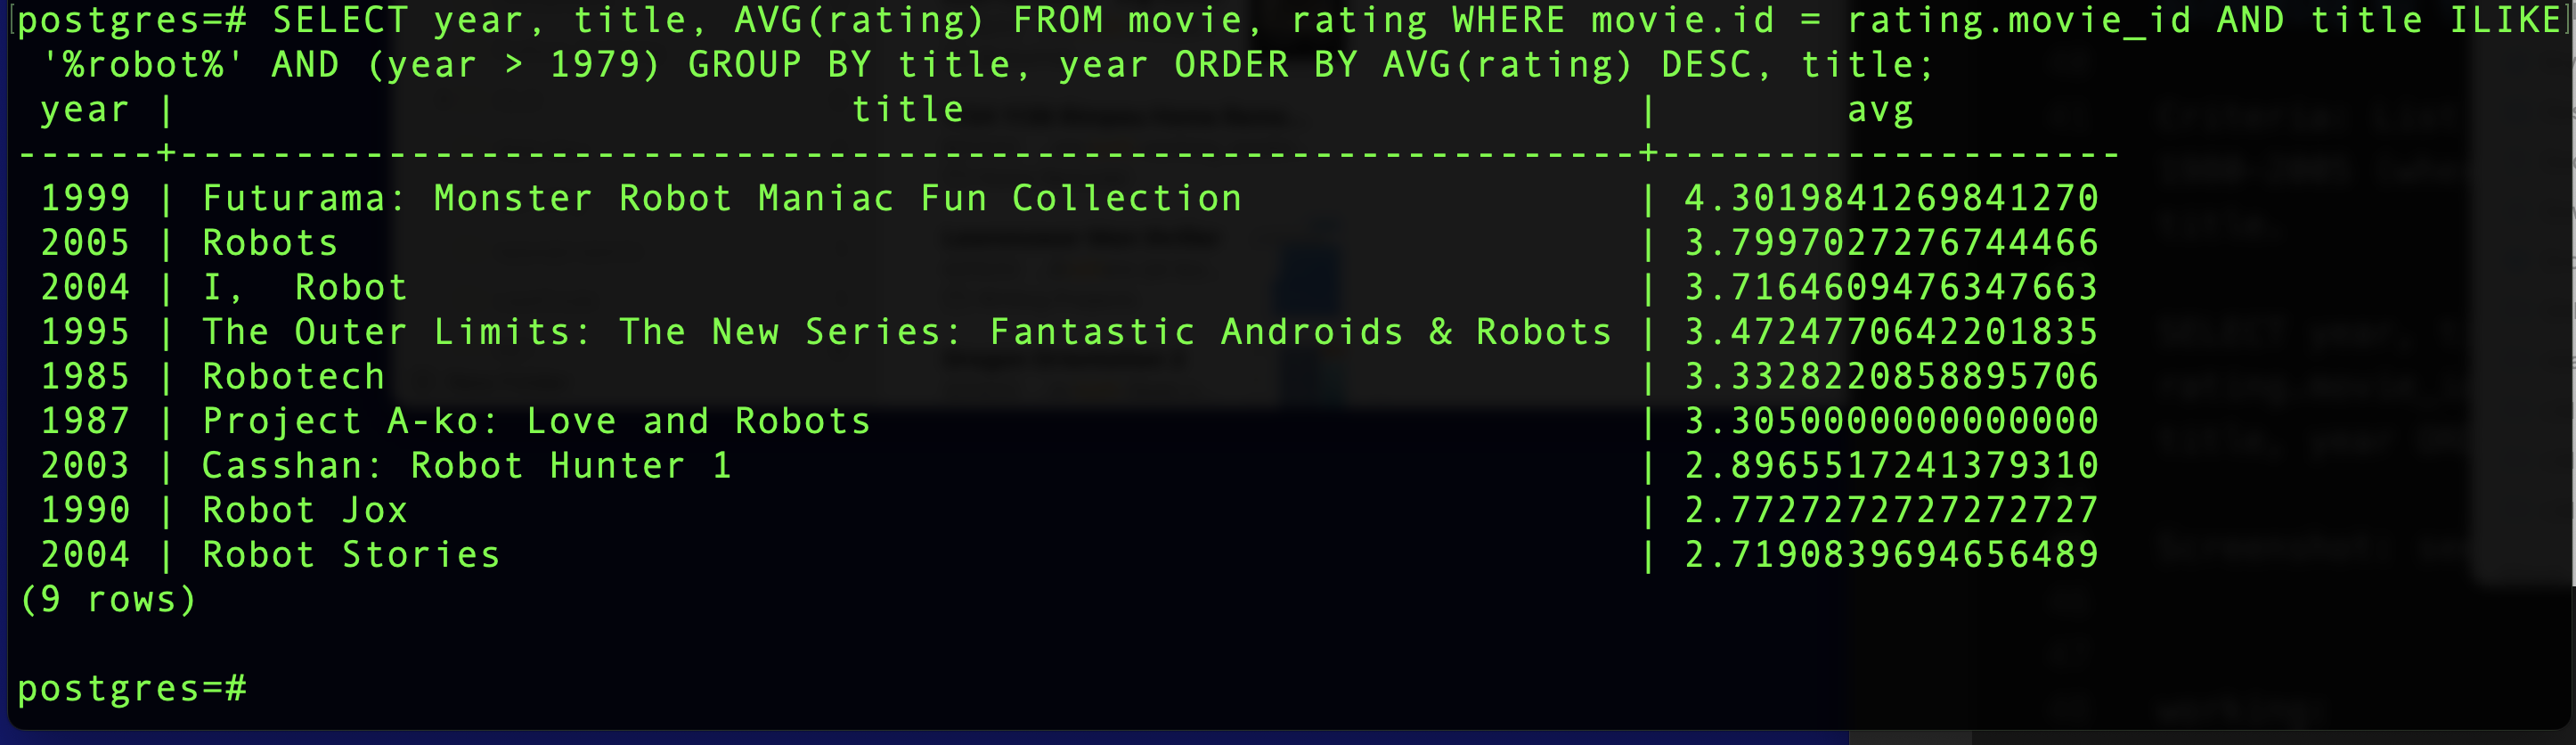 postgres=# SELECT year, title, AVG(rating) FROM movie, rating WHERE movie.id = rating.movie_id AND title ILIKE
 '%robot%' AND (year > 1979) GROUP BY title, year ORDER BY AVG(rating) DESC, title;
 year |                             title                             |        avg
------+---------------------------------------------------------------+--------------------
 1999 | Futurama: Monster Robot Maniac Fun Collection                 | 4.3019841269841270
 2005 | Robots                                                        | 3.7997027276744466
 2004 | I,  Robot                                                     | 3.7164609476347663
 1995 | The Outer Limits: The New Series: Fantastic Androids & Robots | 3.4724770642201835
 1985 | Robotech                                                      | 3.3328220858895706
 1987 | Project A-ko: Love and Robots                                 | 3.3050000000000000
 2003 | Casshan: Robot Hunter 1                                       | 2.8965517241379310
 1990 | Robot Jox                                                     | 2.7727272727272727
 2004 | Robot Stories                                                 | 2.7190839694656489
(9 rows)
postgres=#